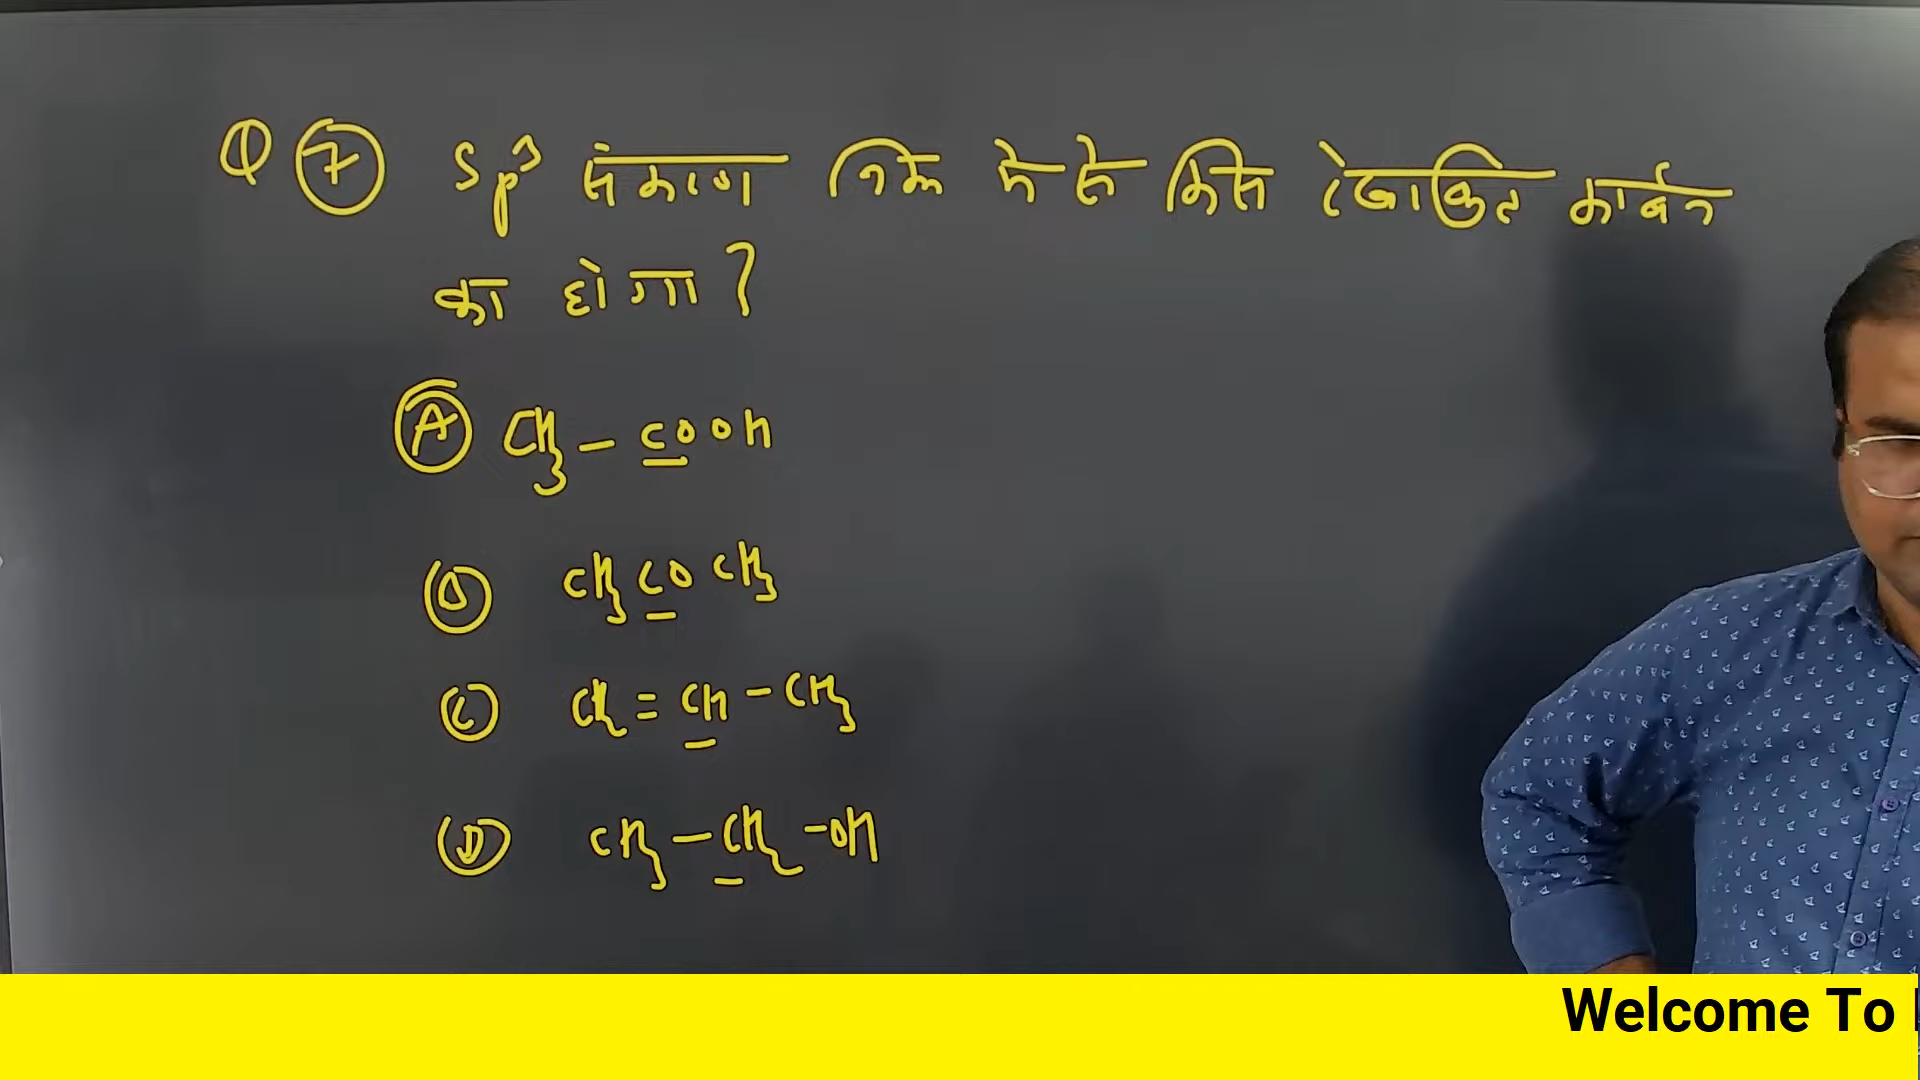 Q 7 Sp³ संकरण निम्न में से किस रेखांकित कार्बन
का होगा ?
A CH₃ – COOH
B CH₃COCH₃
C CH₂ = CH – CH₃
D CH₃ – CH₂ – OH
Welcome To